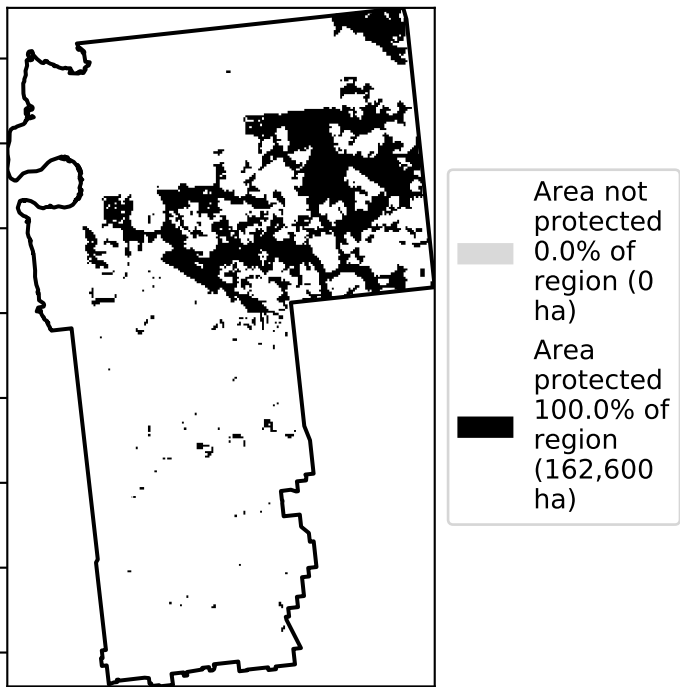 Area not
protected
0.0% of
region (0
ha)
Area
protected
100.0% of
region
(162,600
ha)